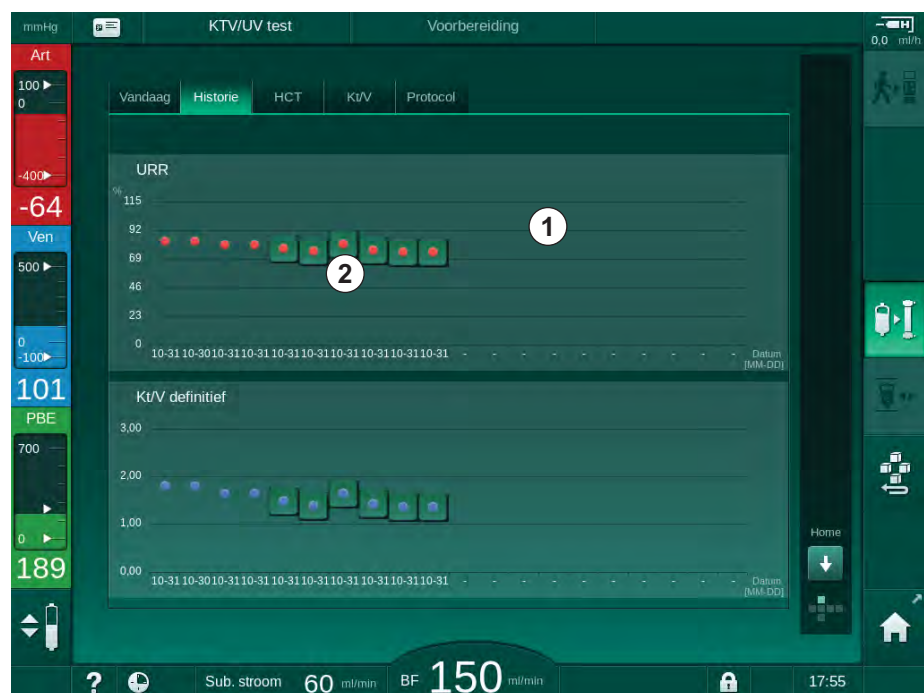 mmHg
KTV/UV test
Voorbereiding
0,0 ml/h
Art
100
0
-400
-64
Ven
500
0
-100
101
PBE
700
0
189
Vandaag Historie HCT Kt/V Protocol
URR
%
115
92
69
46
23
0
1
2
10-31 10-30 10-31 10-31 10-31 10-31 10-31 10-31 10-31 10-31 - - - - - - - - - - Datum
[MM-DD]
Kt/V definitief
3,00
2,00
1,00
0,00
10-31 10-30 10-31 10-31 10-31 10-31 10-31 10-31 10-31 10-31 - - - - - - - - - - Datum
[MM-DD]
Home
? Sub. stroom 60 ml/min BF 150 ml/min 17:55